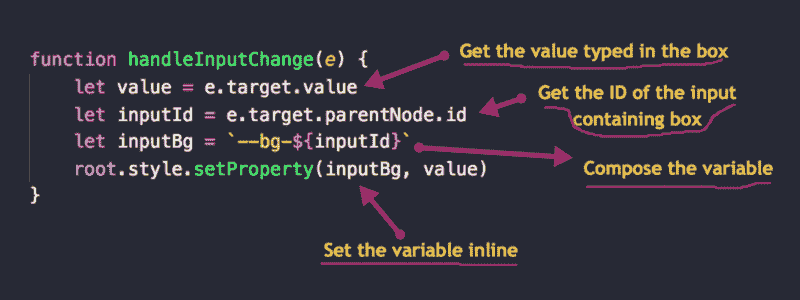 function handleInputChange(e) {
let value = e.target.value
let inputId = e.target.parentNode.id
let inputBg = `--bg-${inputId}`
root.style.setProperty(inputBg, value)
}
Get the value typed in the box
Get the ID of the input
containing box
Compose the variable
Set the variable inline